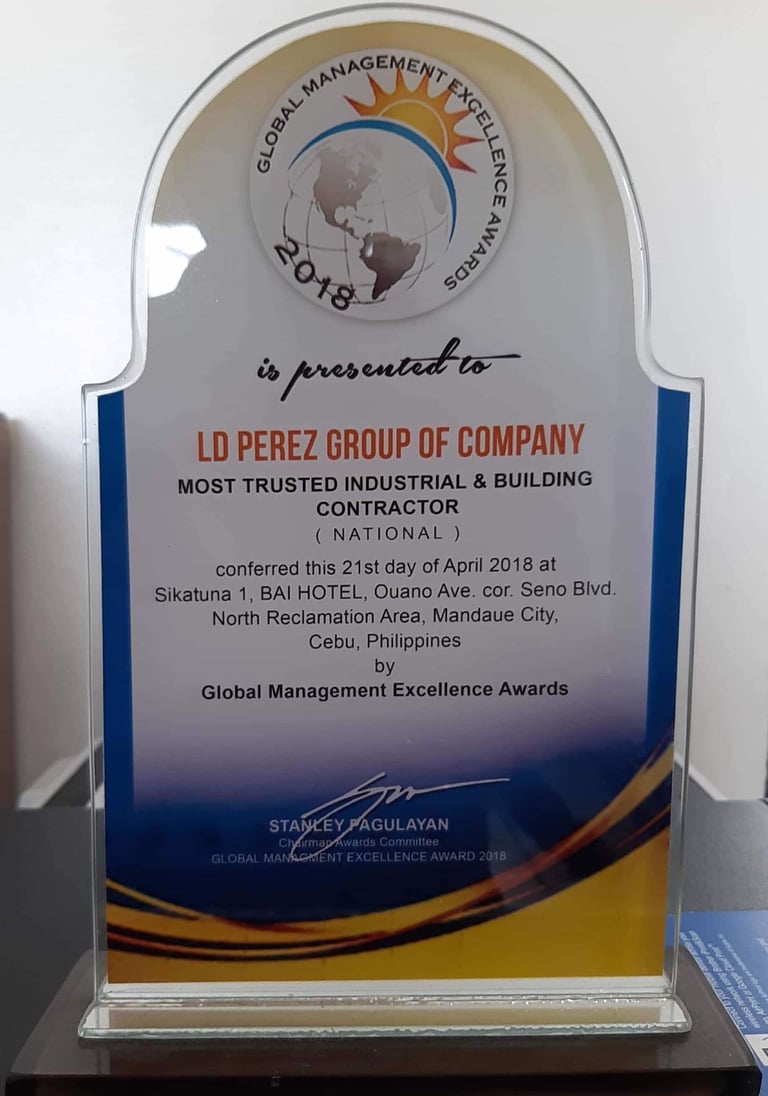 GLOBAL MANAGEMENT EXCELLENCE AWARDS
2018
is presented to
LD PEREZ GROUP OF COMPANY
MOST TRUSTED INDUSTRIAL & BUILDING
CONTRACTOR
( NATIONAL )
conferred this 21st day of April 2018 at
Sikatuna 1, BAI HOTEL, Ouano Ave. cor. Seno Blvd.
North Reclamation Area, Mandaue City,
Cebu, Philippines
by
Global Management Excellence Awards
STANLEY PAGULAYAN
Chairman Awards Committee
GLOBAL MANAGMENT EXCELLENCE AWARD 2018